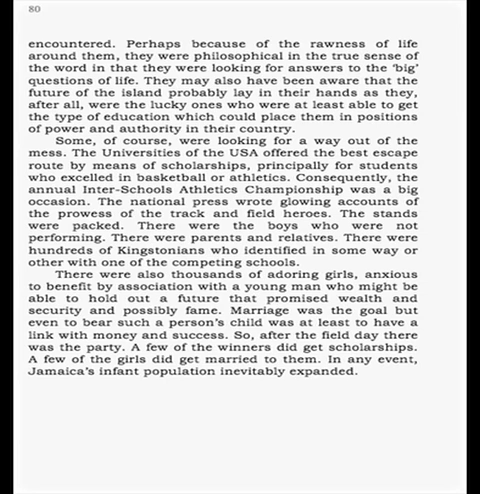 80
encountered. Perhaps because of the rawness of life
around them, they were philosophical in the true sense of
the word in that they were looking for answers to the ‘big’
questions of life. They may also have been aware that the
future of the island probably lay in their hands as they,
after all, were the lucky ones who were at least able to get
the type of education which could place them in positions
of power and authority in their country.
Some, of course, were looking for a way out of the
mess. The Universities of the USA offered the best escape
route by means of scholarships, principally for students
who excelled in basketball or athletics. Consequently, the
annual Inter-Schools Athletics Championship was a big
occasion. The national press wrote glowing accounts of
the prowess of the track and field heroes. The stands
were packed. There were the boys who were not
performing. There were parents and relatives. There were
hundreds of Kingstonians who identified in some way or
other with one of the competing schools.
There were also thousands of adoring girls, anxious
to benefit by association with a young man who might be
able to hold out a future that promised wealth and
security and possibly fame. Marriage was the goal but
even to bear such a person’s child was at least to have a
link with money and success. So, after the field day there
was the party. A few of the winners did get scholarships.
A few of the girls did get married to them. In any event,
Jamaica’s infant population inevitably expanded.